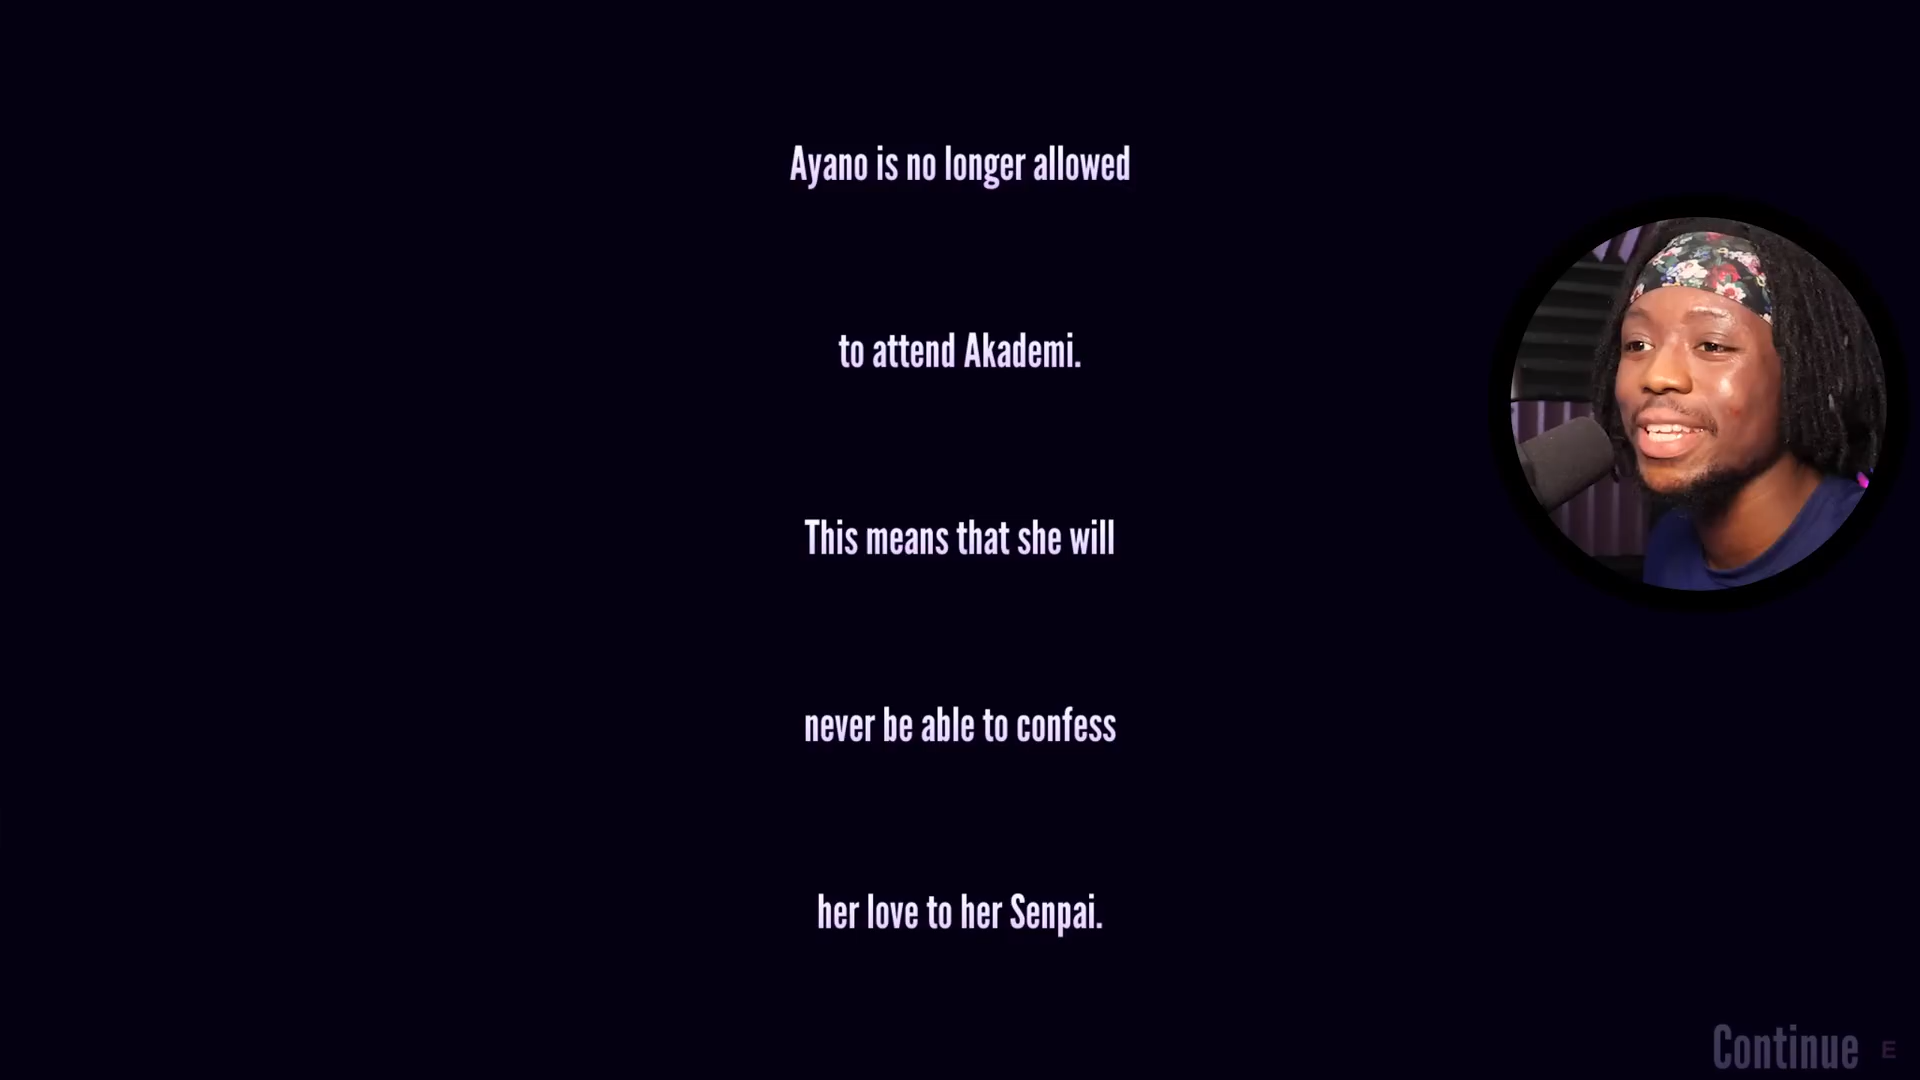 Ayano is no longer allowed
to attend Akademi.
This means that she will
never be able to confess
her love to her Senpai.
Continue E